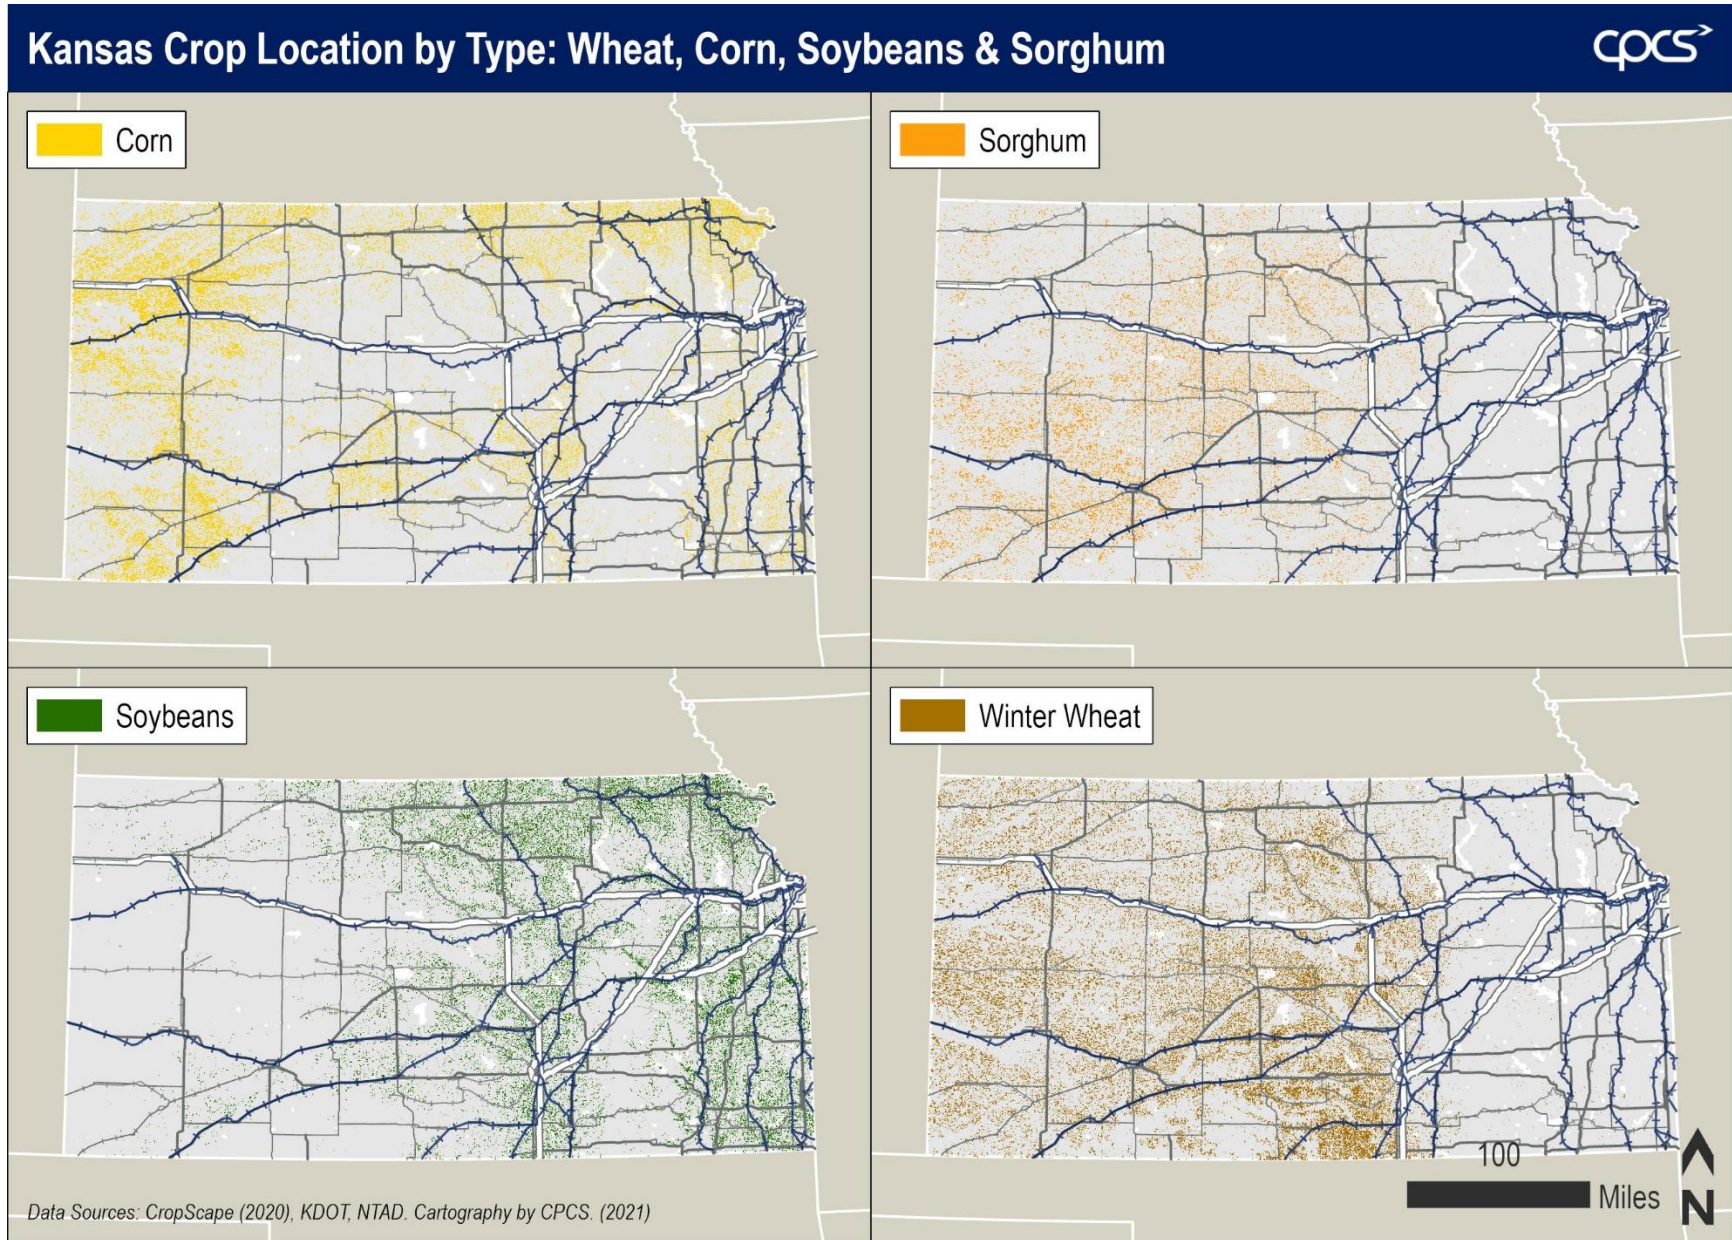 Kansas Crop Location by Type: Wheat, Corn, Soybeans & Sorghum
cpcs
Corn
Sorghum
Soybeans
Winter Wheat
100
Miles
N
Data Sources: CropScape (2020), KDOT, NTAD. Cartography by CPCS. (2021)